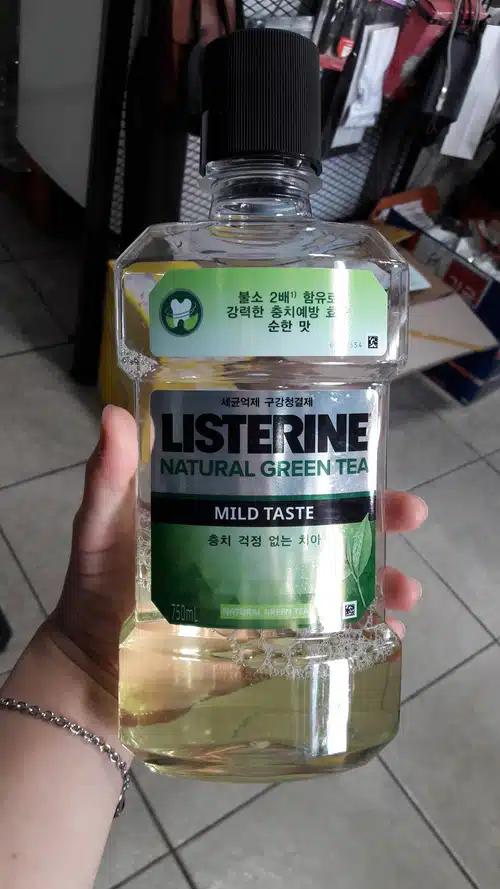 불소 2배¹⁾ 함유로
강력한 충치예방
순한 맛
세균억제 구강청결제
LISTERINE
NATURAL GREEN TEA
MILD TASTE
충치 걱정 없는 치아
750mL
NATURAL GREEN TEA